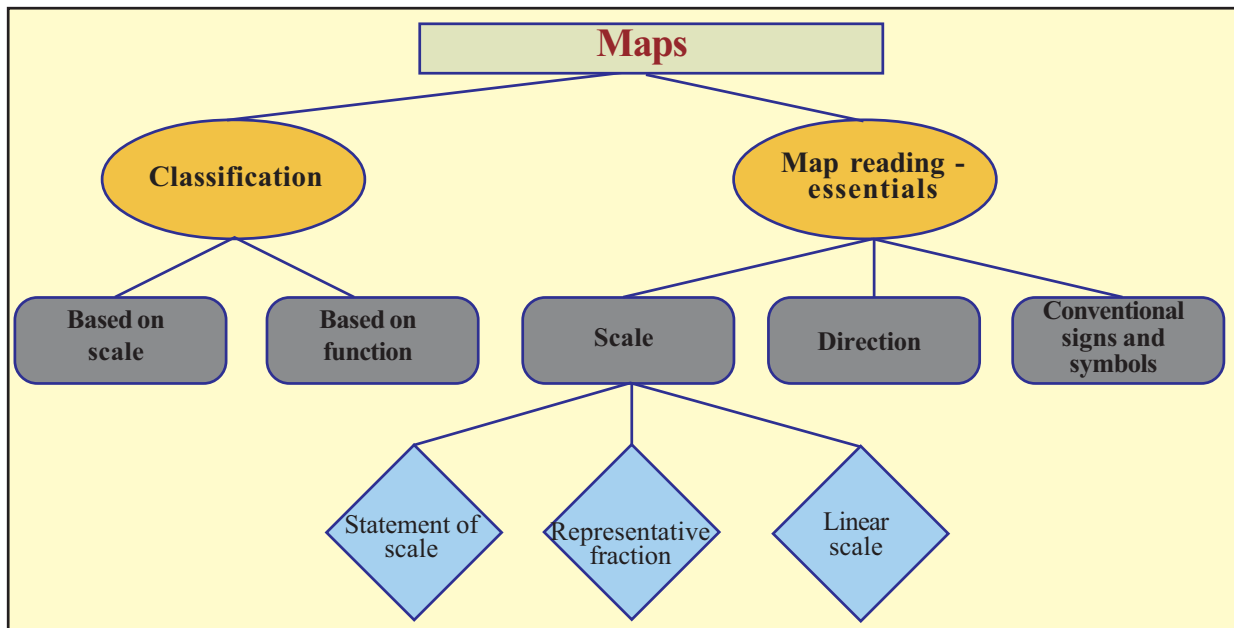 Maps
Classification
Map reading -
essentials
Based on
scale
Based on
function
Scale
Direction
Conventional
signs and
symbols
Statement of
scale
Representative
fraction
Linear
scale